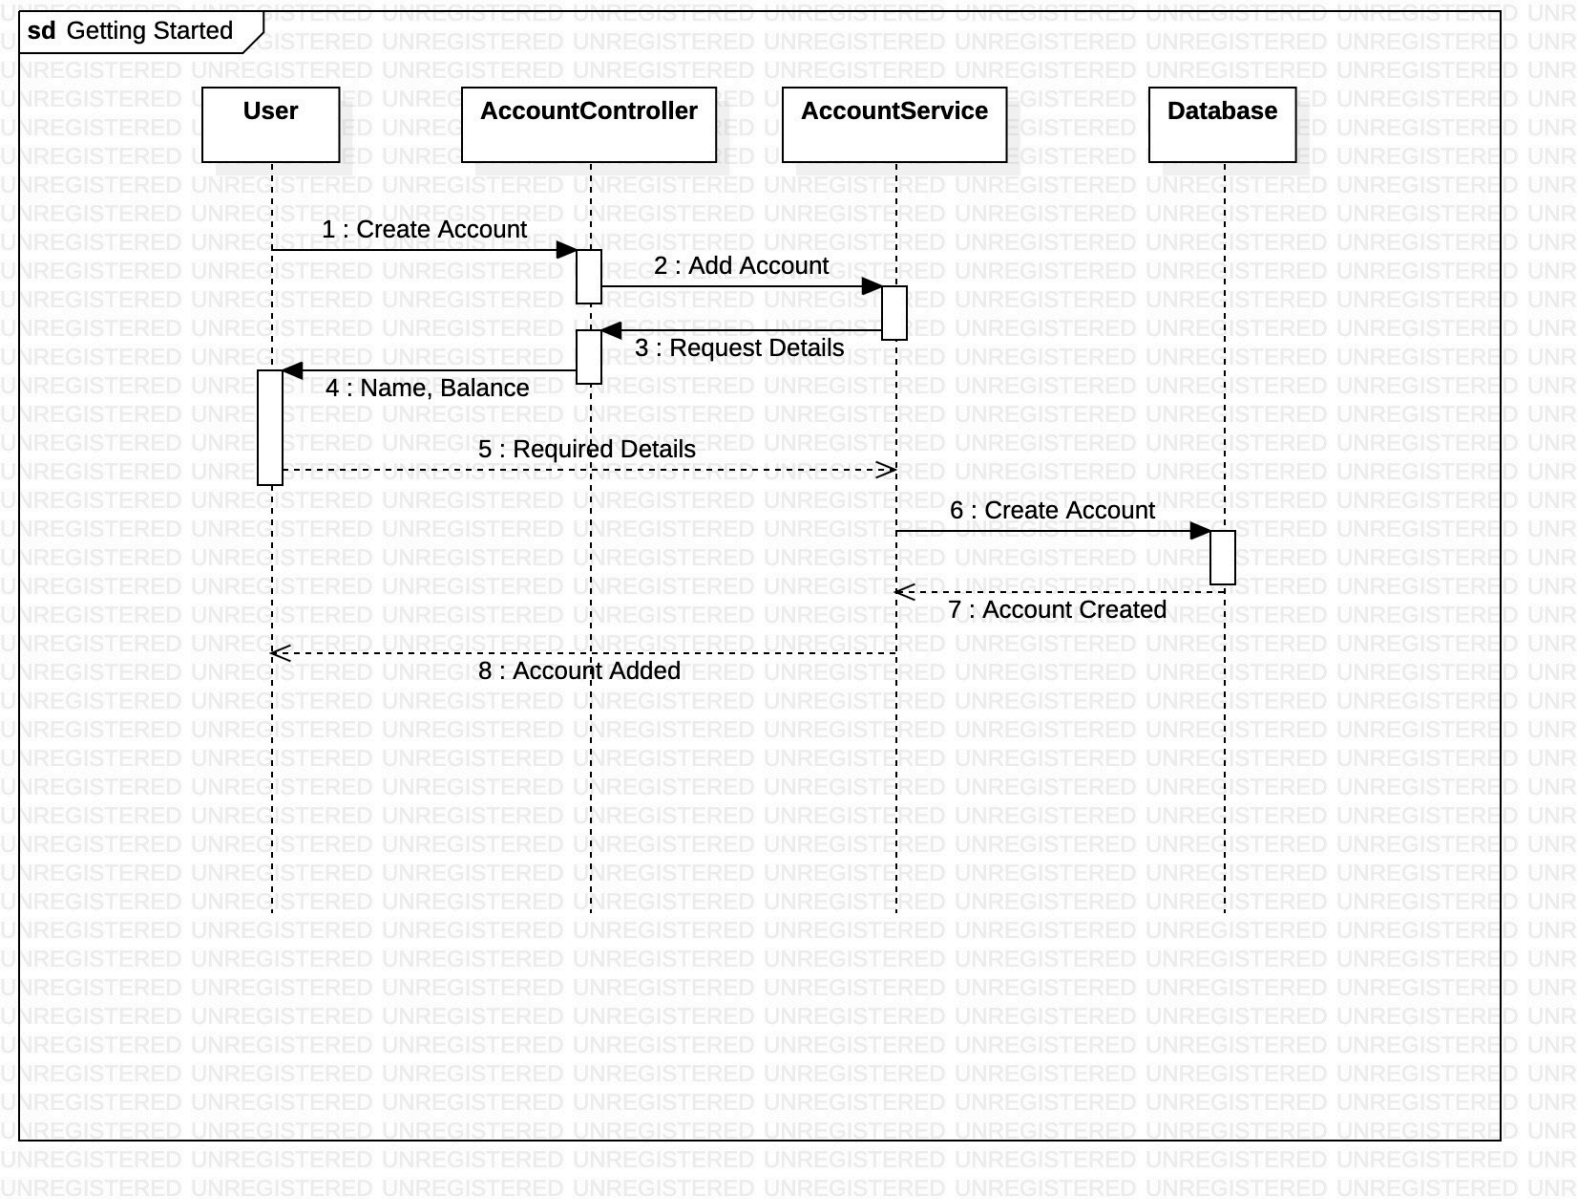 sd Getting Started
User
AccountController
AccountService
Database
1 : Create Account
2 : Add Account
3 : Request Details
4 : Name, Balance
5 : Required Details
6 : Create Account
7 : Account Created
8 : Account Added
UNREGISTERED